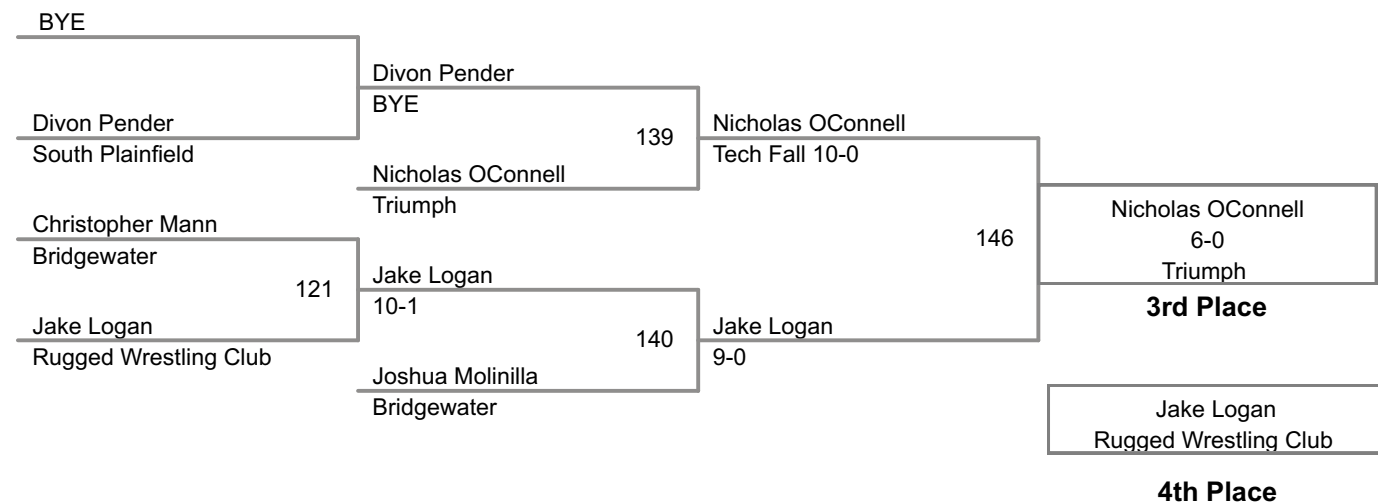 BYE
Divon Pender
BYE
Divon Pender
South Plainfield
139
Nicholas OConnell
Tech Fall 10-0
Nicholas OConnell
Triumph
Christopher Mann
Bridgewater
121
Jake Logan
10-1
Jake Logan
Rugged Wrestling Club
140
Jake Logan
9-0
Joshua Molinilla
Bridgewater
146
Nicholas OConnell
6-0
Triumph
3rd Place
Jake Logan
Rugged Wrestling Club
4th Place